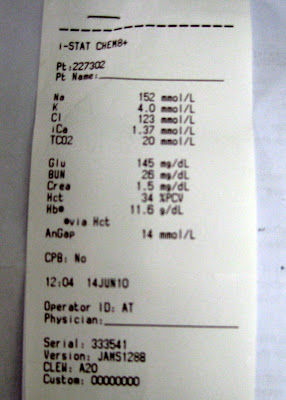 i-STAT CHEM8+
Pt:227302
Pt Name:
Na 152 mmol/L
K 4.0 mmol/L
Cl 123 mmol/L
iCa 1.37 mmol/L
TCO2 20 mmol/L
Glu 145 mg/dL
BUN 26 mg/dL
Crea 1.5 mg/dL
Hct 34 %PCV
Hb* 11.6 g/dL
*via Hct
AnGap 14 mmol/L
CPB: No
12:04 14JUN10
Operator ID: AT
Physician:
Serial: 333541
Version: JAMS128B
CLEW: A20
Custom: 00000000